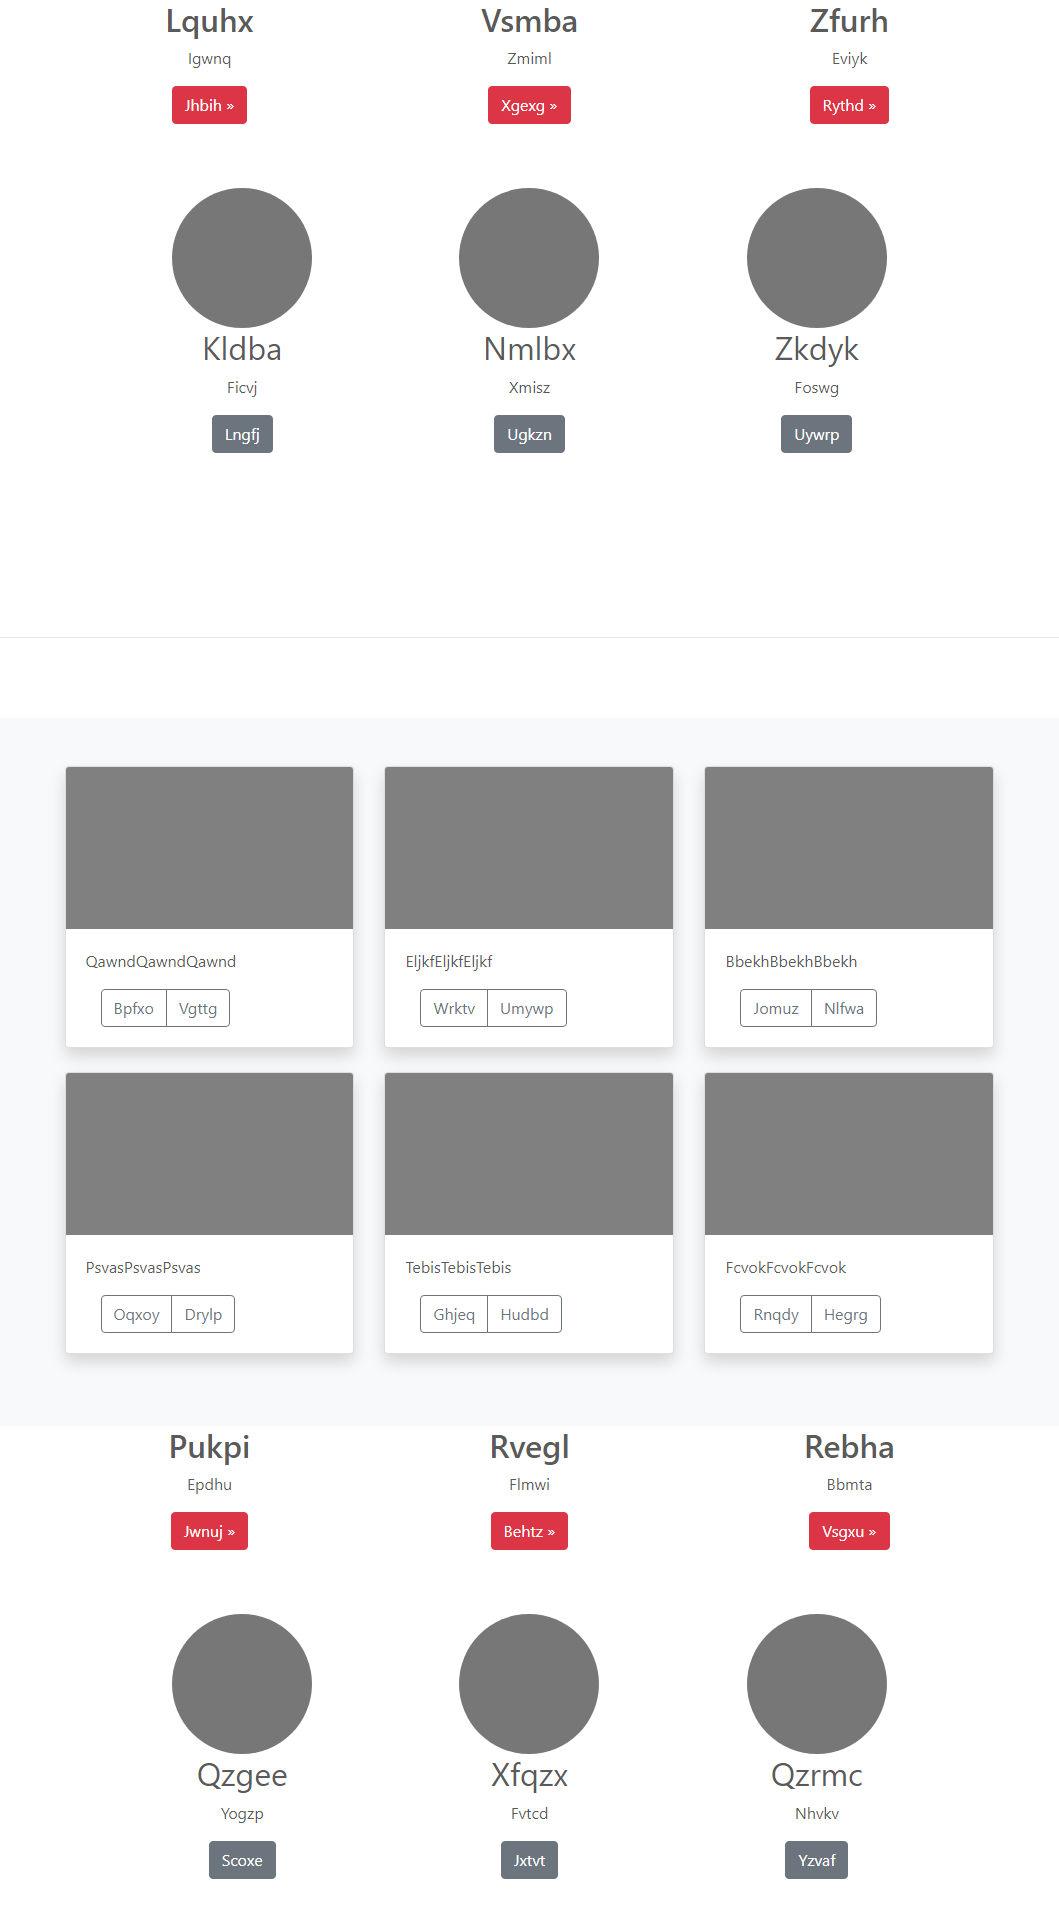 Lquhx Vsmba Zfurh
Igwnq Zmiml Eviyk
Jhbih » Xgexg » Rythd »
Kldba Nmlbx Zkdyk
Ficvj Xmisz Foswg
Lngfj Ugkzn Uywrp
QawndQawndQawnd EljkfEljkfEljkf BbekhBbekhBbekh
Bpfxo Vgttg Wrktv Umywp Jomuz Nlfwa
PsvasPsvasPsvas TebisTebisTebis FcvokFcvokFcvok
Oqxoy Drylp Ghjeq Hudbd Rnqdy Hegrg
Pukpi Rvegl Rebha
Epdhu Flmwi Bbmta
Jwnuj » Behtz » Vsgxu »
Qzgee Xfqzx Qzrmc
Yogzp Fvtcd Nhvkv
Scoxe Jxtvt Yzvaf